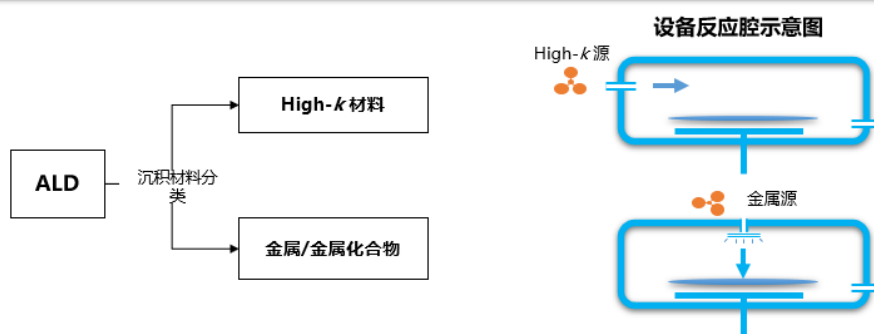 设备反应腔示意图
High-k源
High-k材料
ALD
沉积材料分
类
金属源
金属/金属化合物